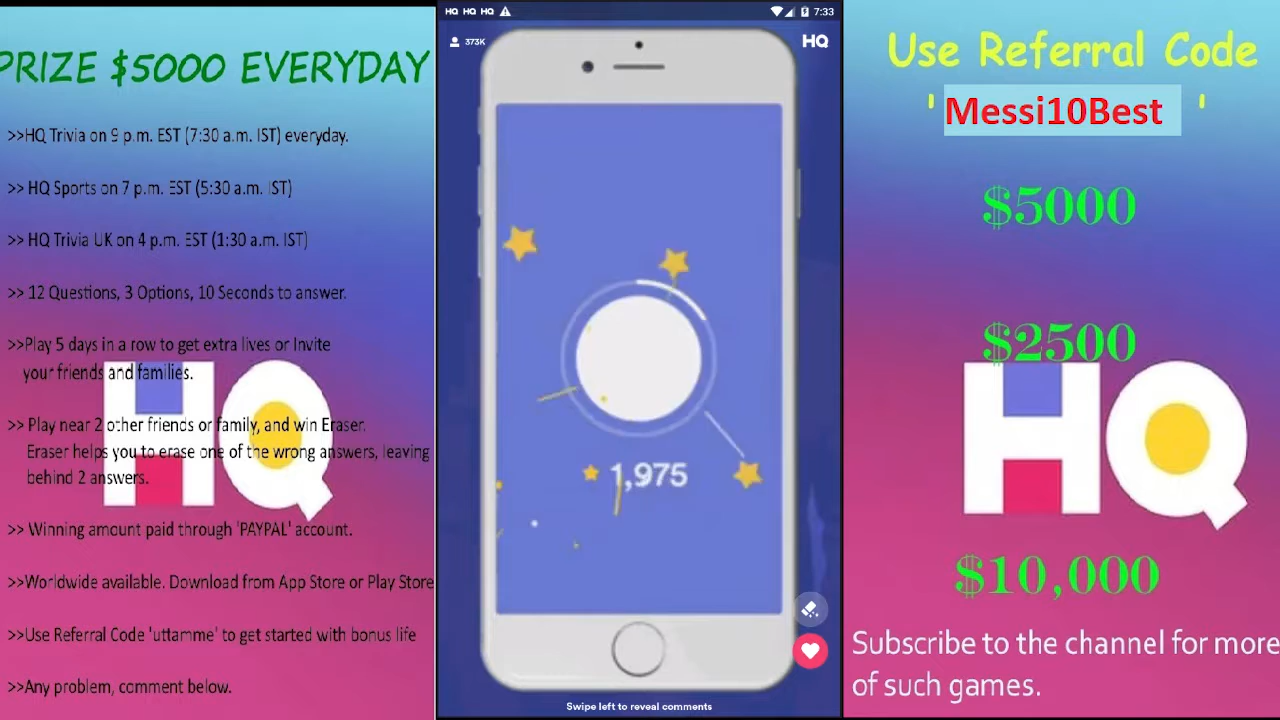 PRIZE $5000 EVERYDAY
>>HQ Trivia on 9 p.m. EST (7:30 a.m. IST) everyday.
>> HQ Sports on 7 p.m. EST (5:30 a.m. IST)
>> HQ Trivia UK on 4 p.m. EST (1:30 a.m. IST)
>> 12 Questions, 3 Options, 10 Seconds to answer.
>>Play 5 days in a row to get extra lives or Invite
your friends and families.
>> Play near 2 other friends or family, and win Eraser.
Eraser helps you to erase one of the wrong answers, leaving
behind 2 answers.
>> Winning amount paid through 'PAYPAL' account.
>>Worldwide available. Download from App Store or Play Store
>>Use Referral Code 'uttamme' to get started with bonus life
>>Any problem, comment below.
HQ
HQ HQ HQ 7:33
373K HQ
1,975
Swipe left to reveal comments
Use Referral Code
' Messi10Best '
$5000
$2500
HQ
$10,000
Subscribe to the channel for more
of such games.